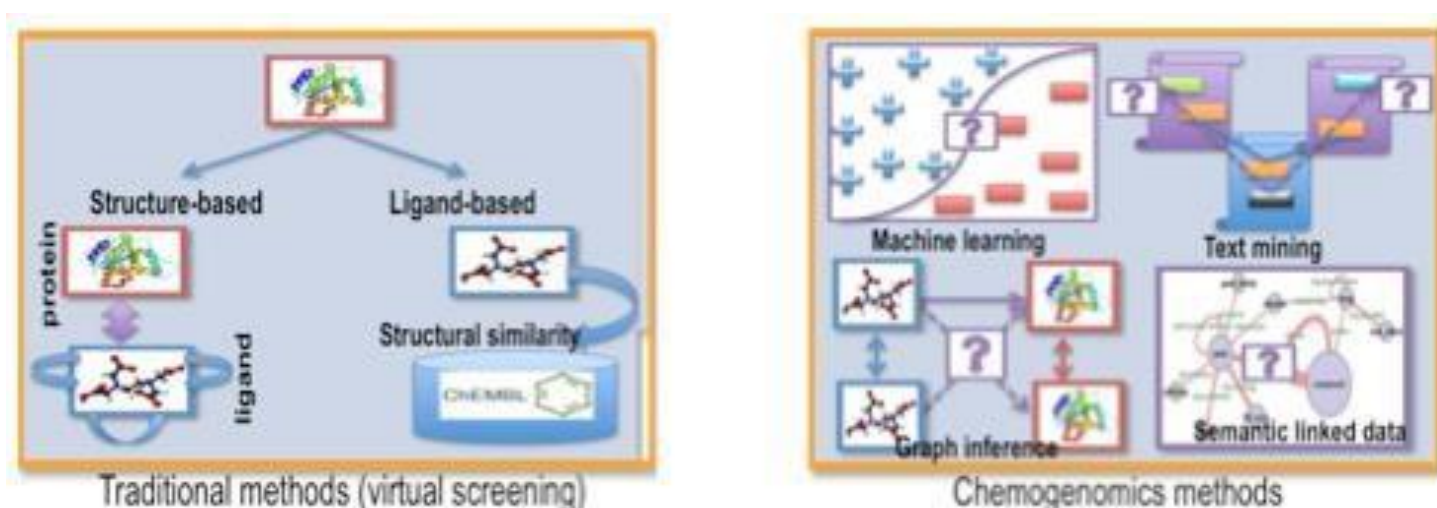 Structure-based
Ligand-based
protein
ligand
Structural similarity
ChEMBL
Traditional methods (virtual screening)
?
?
?
Machine learning
Text mining
?
?
Graph inference
Semantic linked data
Chemogenomics methods